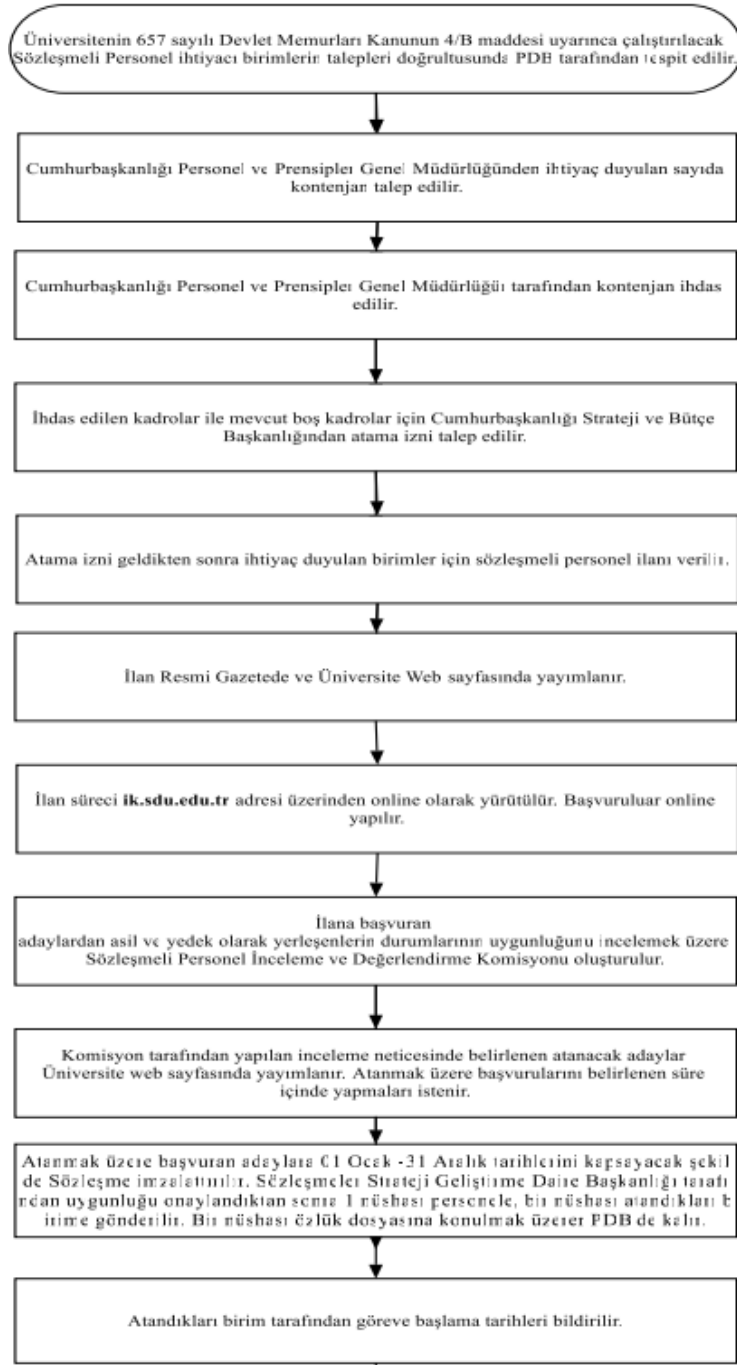 Üniversitenin 657 sayılı Devlet Memurları Kanunun 4/B maddesi uyarınca çalıştırılacak
Sözleşmeli Personel ihtiyacı birimlerin talepleri doğrultusunda PDB tarafından tespit edilir.
Cumhurbaşkanlığı Personel ve Prensipler Genel Müdürlüğünden ihtiyaç duyulan sayıda
kontenjan talep edilir.
Cumhurbaşkanlığı Personel ve Prensipler Genel Müdürlüğü tarafından kontenjan ihdas
edilir.
İhdas edilen kadrolar ile mevcut boş kadrolar için Cumhurbaşkanlığı Strateji ve Bütçe
Başkanlığından atama izni talep edilir.
Atama izni geldikten sonra ihtiyaç duyulan birimler için sözleşmeli personel ilanı verilir.
İlan Resmi Gazetede ve Üniversite Web sayfasında yayımlanır.
İlan süreci ik.sdu.edu.tr adresi üzerinden online olarak yürütülür. Başvuruluar online
yapılır.
İlana başvuran
adaylardan asil ve yedek olarak yerleşenlerin durumlarının uygunluğunu incelemek üzere
Sözleşmeli Personel İnceleme ve Değerlendirme Komisyonu oluşturulur.
Komisyon tarafından yapılan inceleme neticesinde belirlenen atanacak adaylar
Üniversite web sayfasında yayımlanır. Atanmak üzere başvurularını belirlenen süre
içinde yapmaları istenir.
Atanmak üzere başvuran adaylara 01 Ocak -31 Aralık tarihlerini kapsayacak şekil
de Sözleşme imzalattırılır. Sözleşmeler Strateji Geliştirme Daire Başkanlığı tarafı
ndan uygunluğu onaylandıktan sonra 1 nüshası personele, bir nüshası atandıkları b
irime gönderilir. Bir nüshası özlük dosyasına konulmak üzerer PDB de kalır.
Atandıkları birim tarafından göreve başlama tarihleri bildirilir.